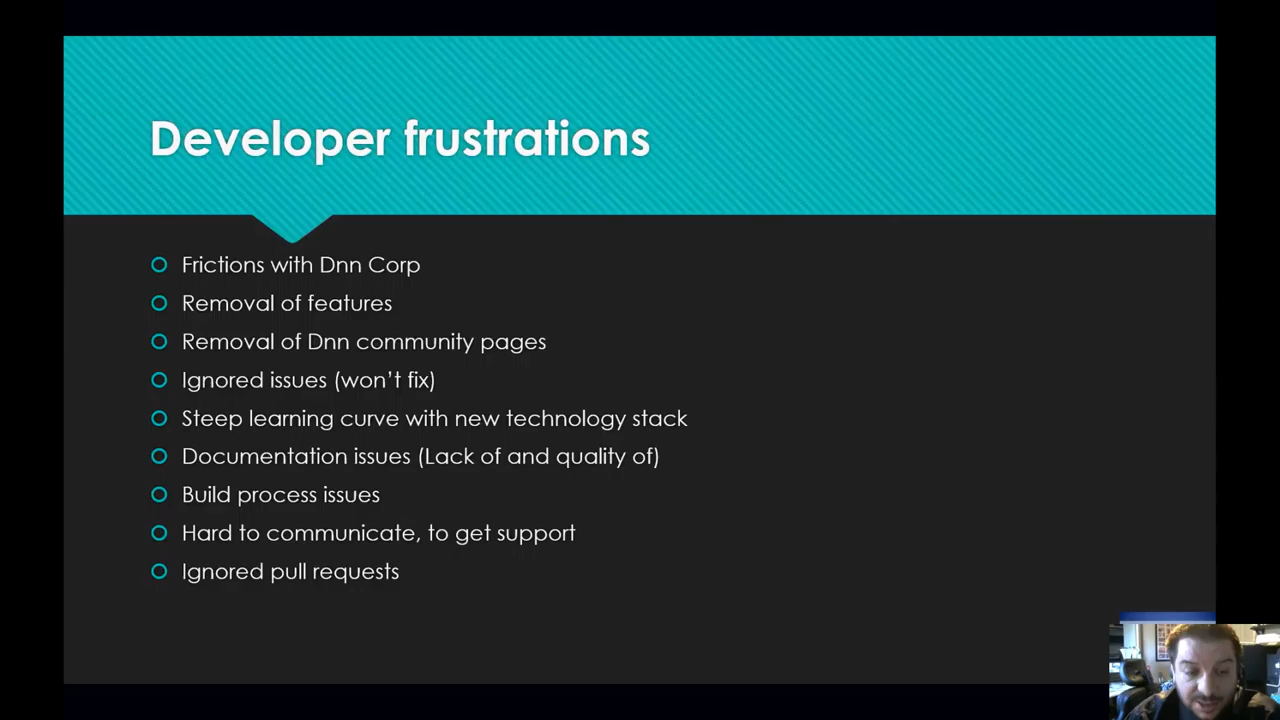 Developer frustrations
Frictions with Dnn Corp
Removal of features
Removal of Dnn community pages
Ignored issues (won't fix)
Steep learning curve with new technology stack
Documentation issues (Lack of and quality of)
Build process issues
Hard to communicate, to get support
Ignored pull requests